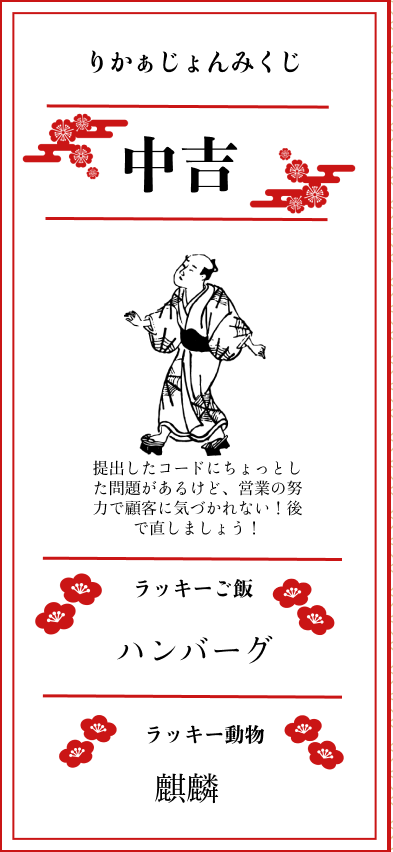 りかぁじょんみくじ
中吉
提出したコードにちょっとし
た問題があるけど、営業の努
力で顧客に気づかれない！後
で直しましょう！
ラッキーご飯
ハンバーグ
ラッキー動物
麒麟